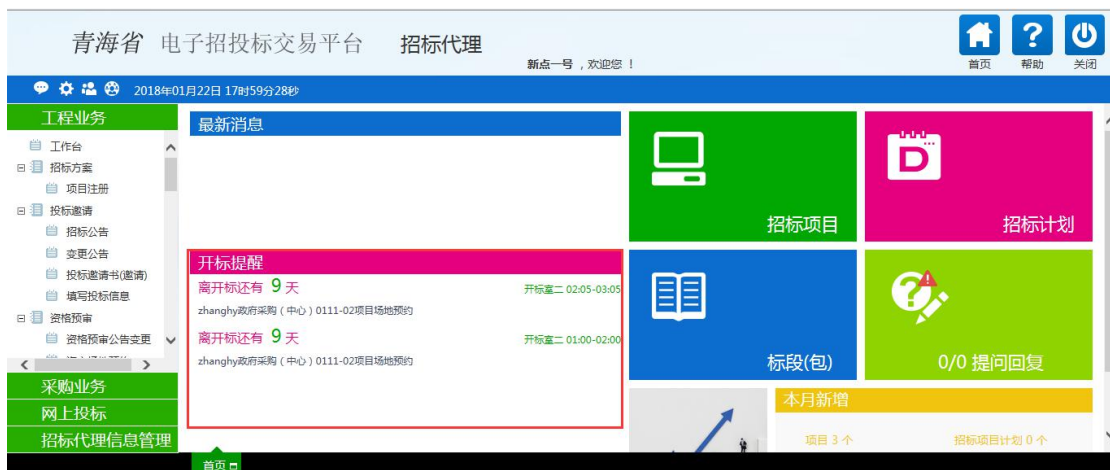 青海省 电子招投标交易平台 招标代理
新点一号 ，欢迎您 ！
首页 帮助 关闭
2018年01月22日 17时59分28秒
工程业务
工作台
招标方案
项目注册
投标邀请
招标公告
变更公告
投标邀请书(邀请)
填写投标信息
资格预审
资格预审公告变更
采购业务
网上投标
招标代理信息管理
最新消息
开标提醒
离开标还有 9 天 开标室二 02:05-03:05
zhanghy政府采购（中心）0111-02项目场地预约
离开标还有 9 天 开标室二 01:00-02:00
zhanghy政府采购（中心）0111-02项目场地预约
招标项目
D
招标计划
标段(包)
0/0 提问回复
本月新增
项目 3 个 招标项目计划 0 个
首页